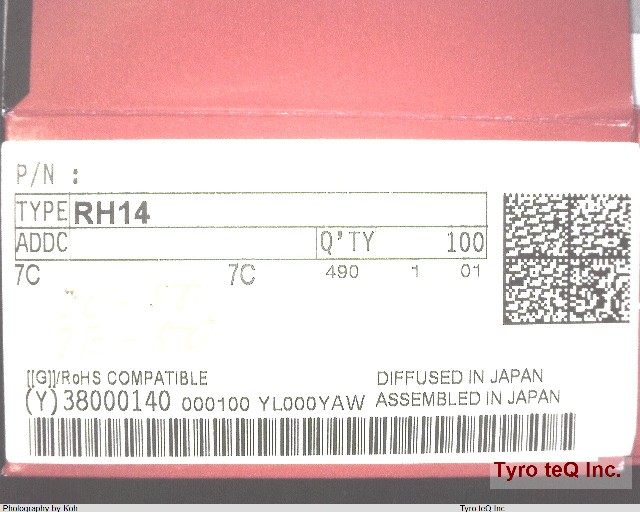 P/N :
TYPE RH14
ADDC Q'TY 100
7C 7C 490 1 01
[[G]]/RoHS COMPATIBLE
DIFFUSED IN JAPAN
(Y)38000140 000100 YL000YAW
ASSEMBLED IN JAPAN
Tyro teQ Inc.
Photography by Koh
Tyro teQ Inc